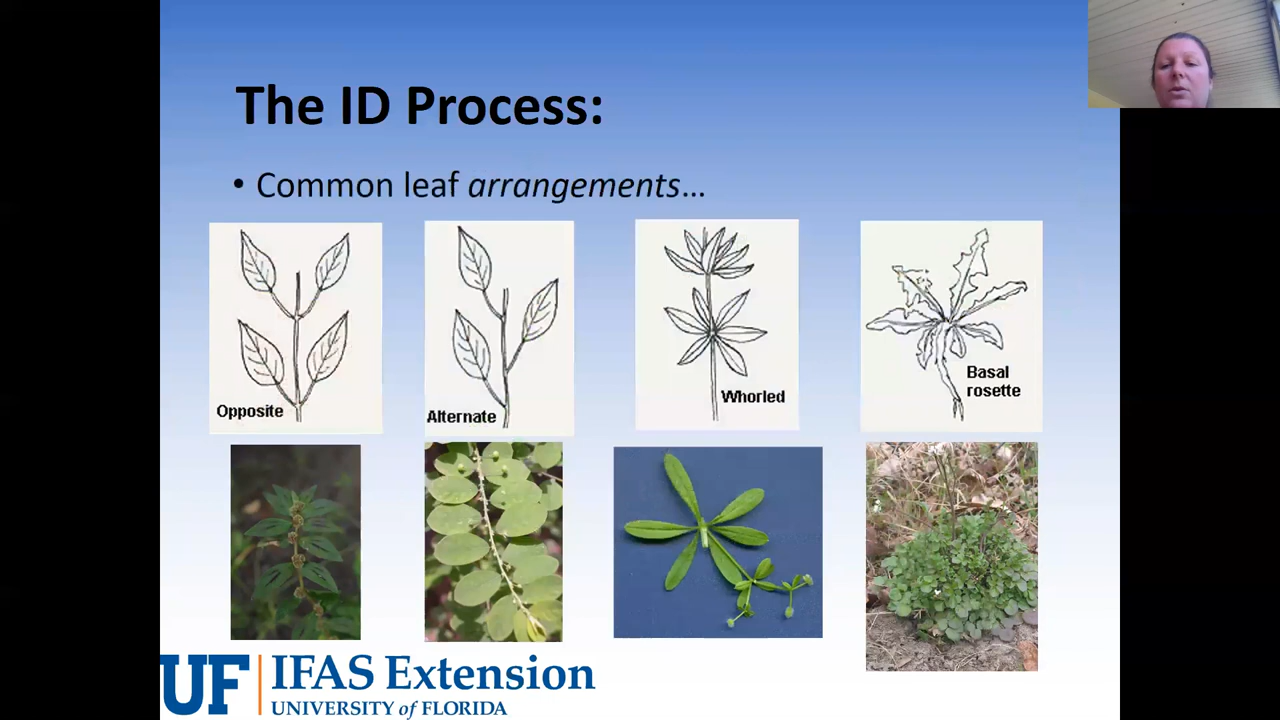 The ID Process:
• Common leaf arrangements...
Opposite
Alternate
Whorled
Basal
rosette
UF IFAS Extension
UNIVERSITY of FLORIDA